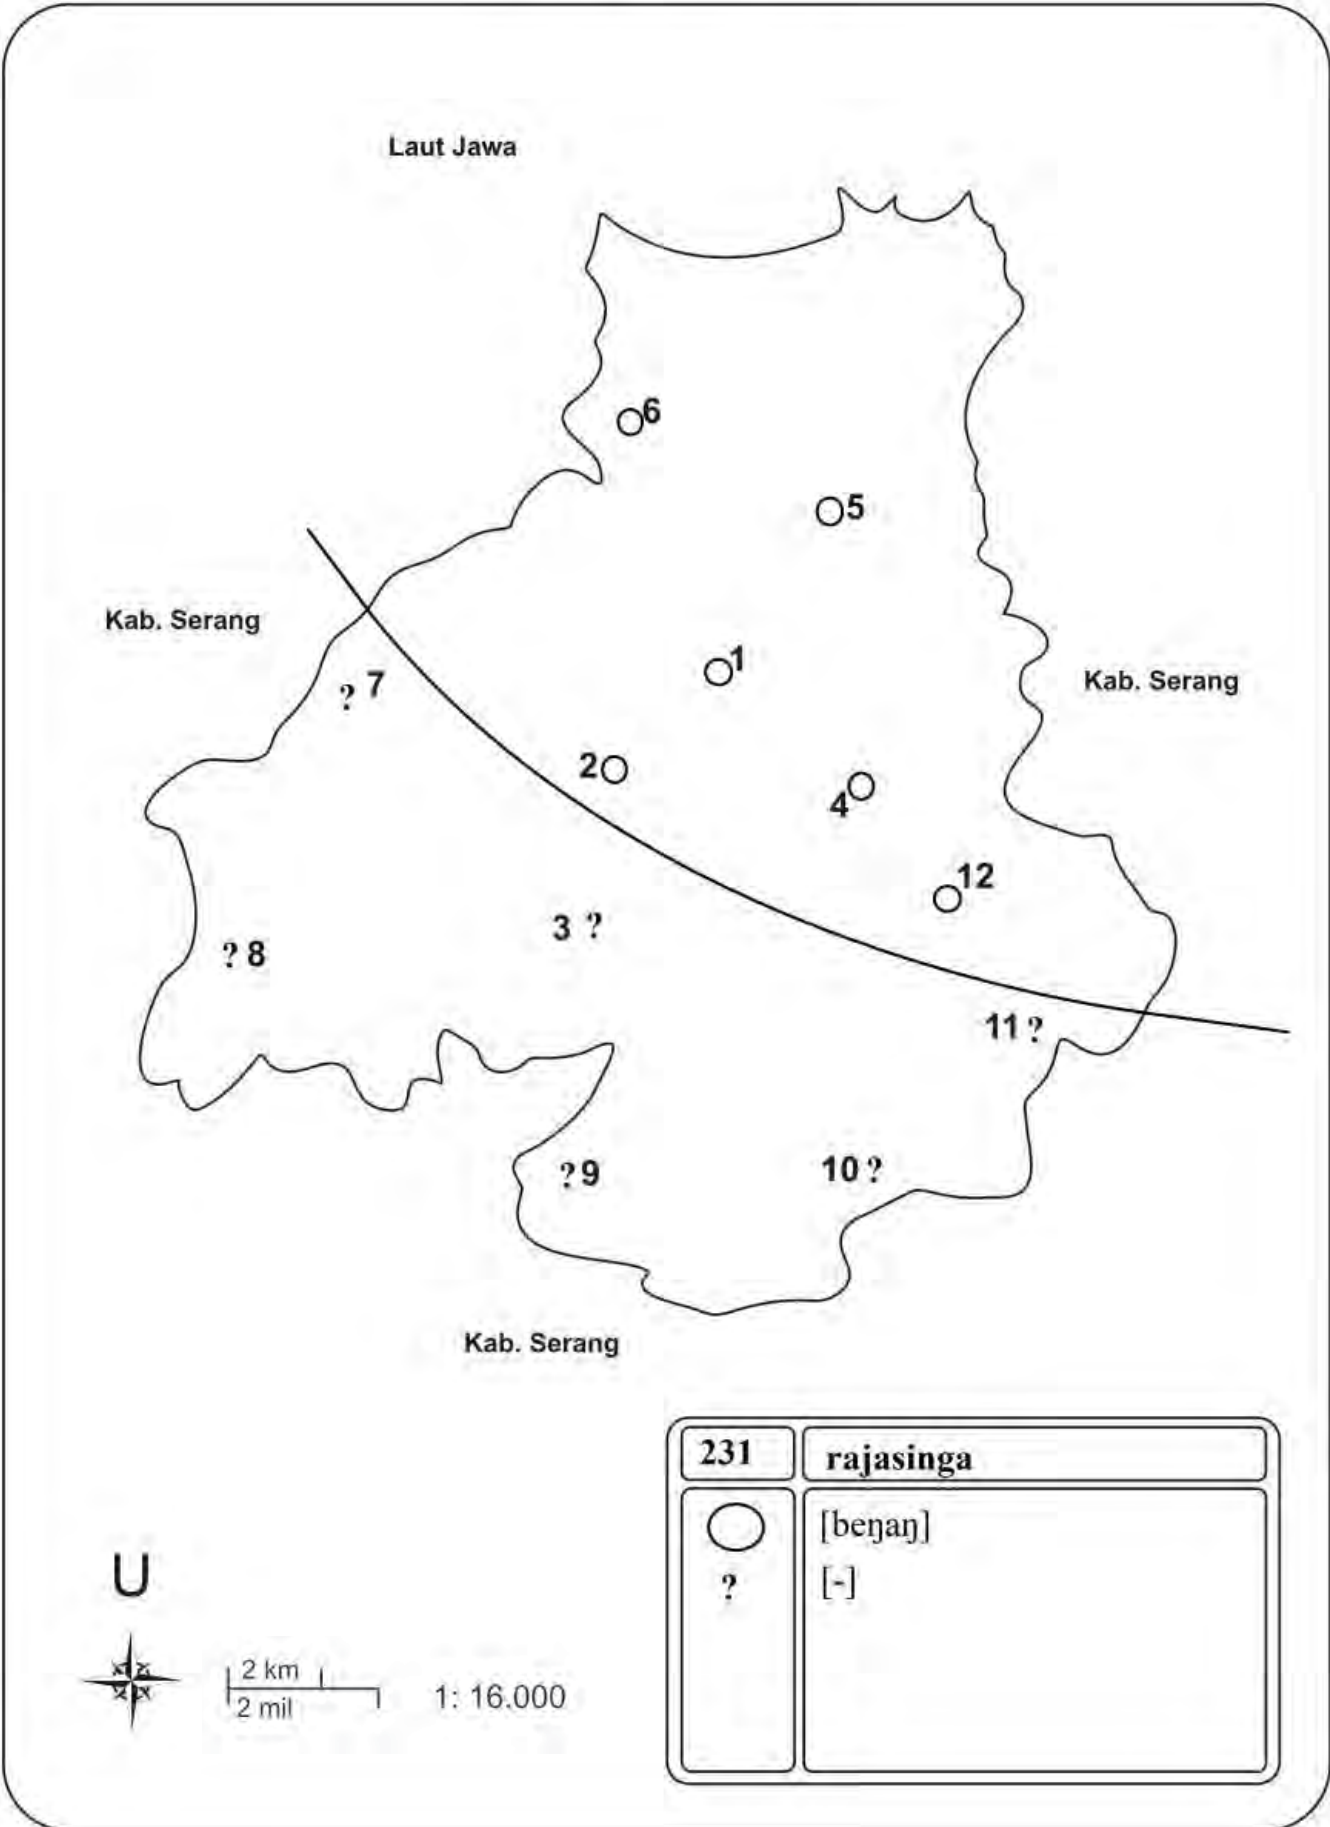 Laut Jawa
6
5
Kab. Serang
1
Kab. Serang
? 7
2
4
12
3 ?
? 8
11 ?
? 9
10 ?
Kab. Serang
231 rajasinga
[beŋaŋ]
? [-]
U
2 km
2 mil
1: 16.000